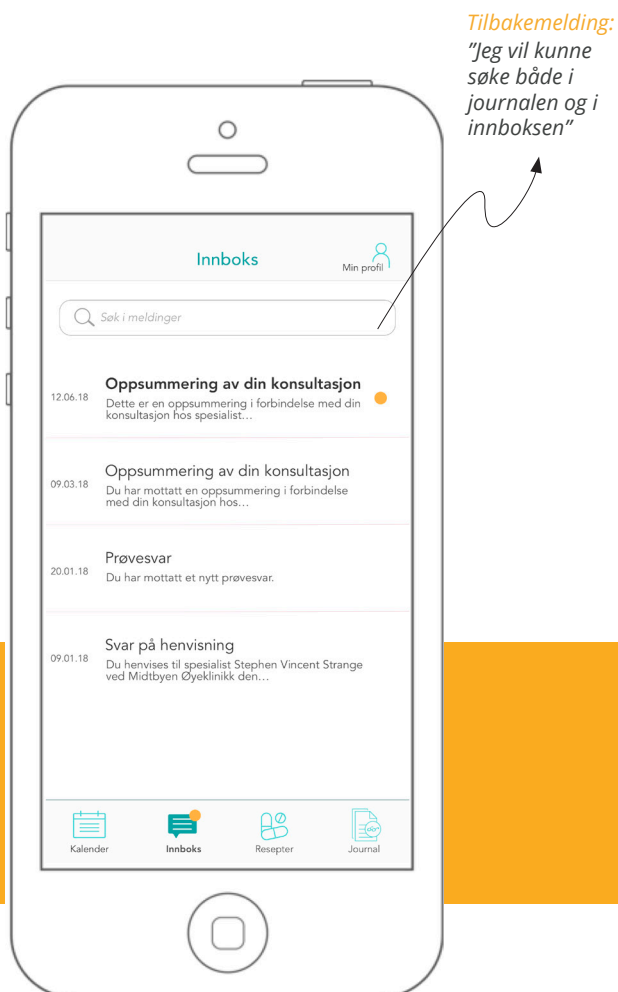 Tilbakemelding:
”Jeg vil kunne
søke både i
journalen og i
innboksen”
Innboks
Min profil
Søk i meldinger
12.06.18
Oppsummering av din konsultasjon
Dette er en oppsummering i forbindelse med din
konsultasjon hos spesialist…
09.03.18
Oppsummering av din konsultasjon
Du har mottatt en oppsummering i forbindelse
med din konsultasjon hos…
20.01.18
Prøvesvar
Du har mottatt et nytt prøvesvar.
09.01.18
Svar på henvisning
Du henvises til spesialist Stephen Vincent Strange
ved Midtbyen Øyeklinikk den…
Kalender
Innboks
Resepter
Journal